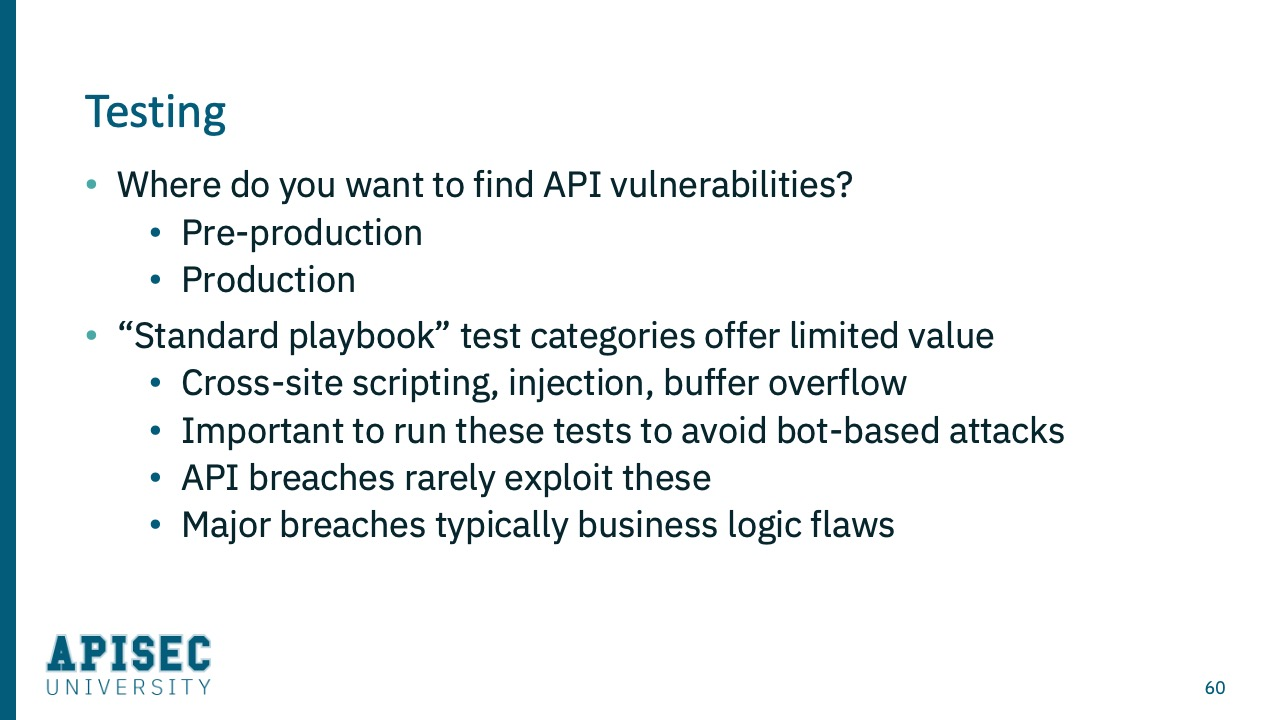 Testing
• Where do you want to find API vulnerabilities?
• Pre-production
• Production
• “Standard playbook” test categories offer limited value
• Cross-site scripting, injection, buffer overflow
• Important to run these tests to avoid bot-based attacks
• API breaches rarely exploit these
• Major breaches typically business logic flaws
APISEC
UNIVERSITY
60